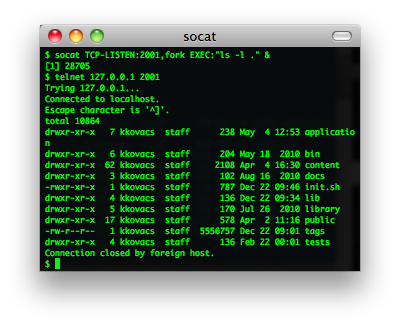 socat
$ socat TCP-LISTEN:2001,fork EXEC:"ls -l ." &
[1] 28705
$ telnet 127.0.0.1 2001
Trying 127.0.0.1...
Connected to localhost.
Escape character is '^]'.
total 10864
drwxr-xr-x   7 kkovacs  staff      238 May  4 12:53 applicatio
n
drwxr-xr-x   6 kkovacs  staff      204 May 18  2010 bin
drwxr-xr-x  62 kkovacs  staff     2108 Apr  4 16:30 content
drwxr-xr-x   3 kkovacs  staff      102 Aug 16  2010 docs
-rwxr-xr-x   1 kkovacs  staff      787 Dec 22 09:46 init.sh
drwxr-xr-x   4 kkovacs  staff      136 Dec 22 09:34 lib
drwxr-xr-x   5 kkovacs  staff      170 Jul 26  2010 library
drwxr-xr-x  17 kkovacs  staff      578 Apr  2 11:16 public
-rw-r--r--   1 kkovacs  staff  5556757 Dec 22 09:01 tags
drwxr-xr-x   4 kkovacs  staff      136 Feb 22 00:01 tests
Connection closed by foreign host.
$